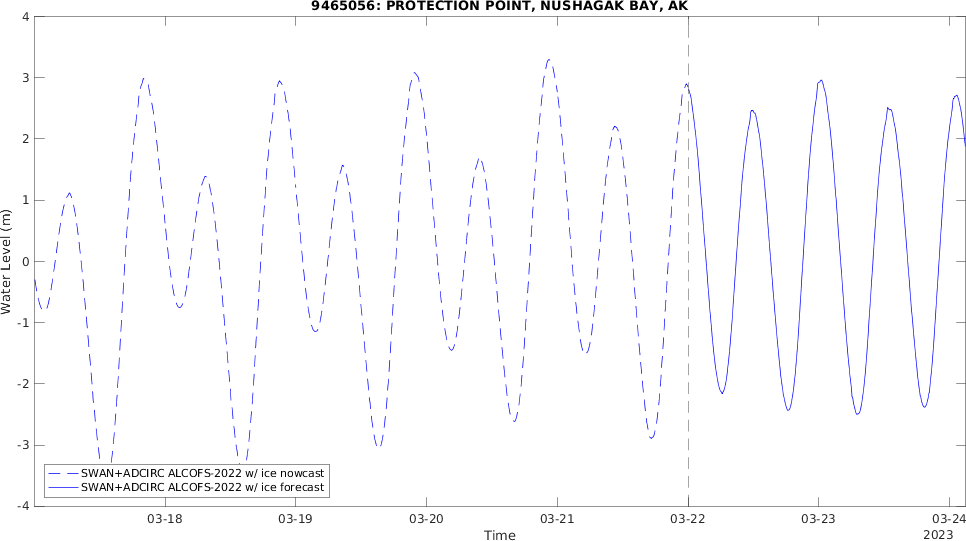 9465056: PROTECTION POINT, NUSHAGAK BAY, AK
4
3
2
1
0
-1
-2
-3
-4
Water Level (m)
SWAN+ADCIRC ALCOFS-2022 w/ ice nowcast
SWAN+ADCIRC ALCOFS-2022 w/ ice forecast
03-18 03-19 03-20 03-21 03-22 03-23 03-24
Time
2023